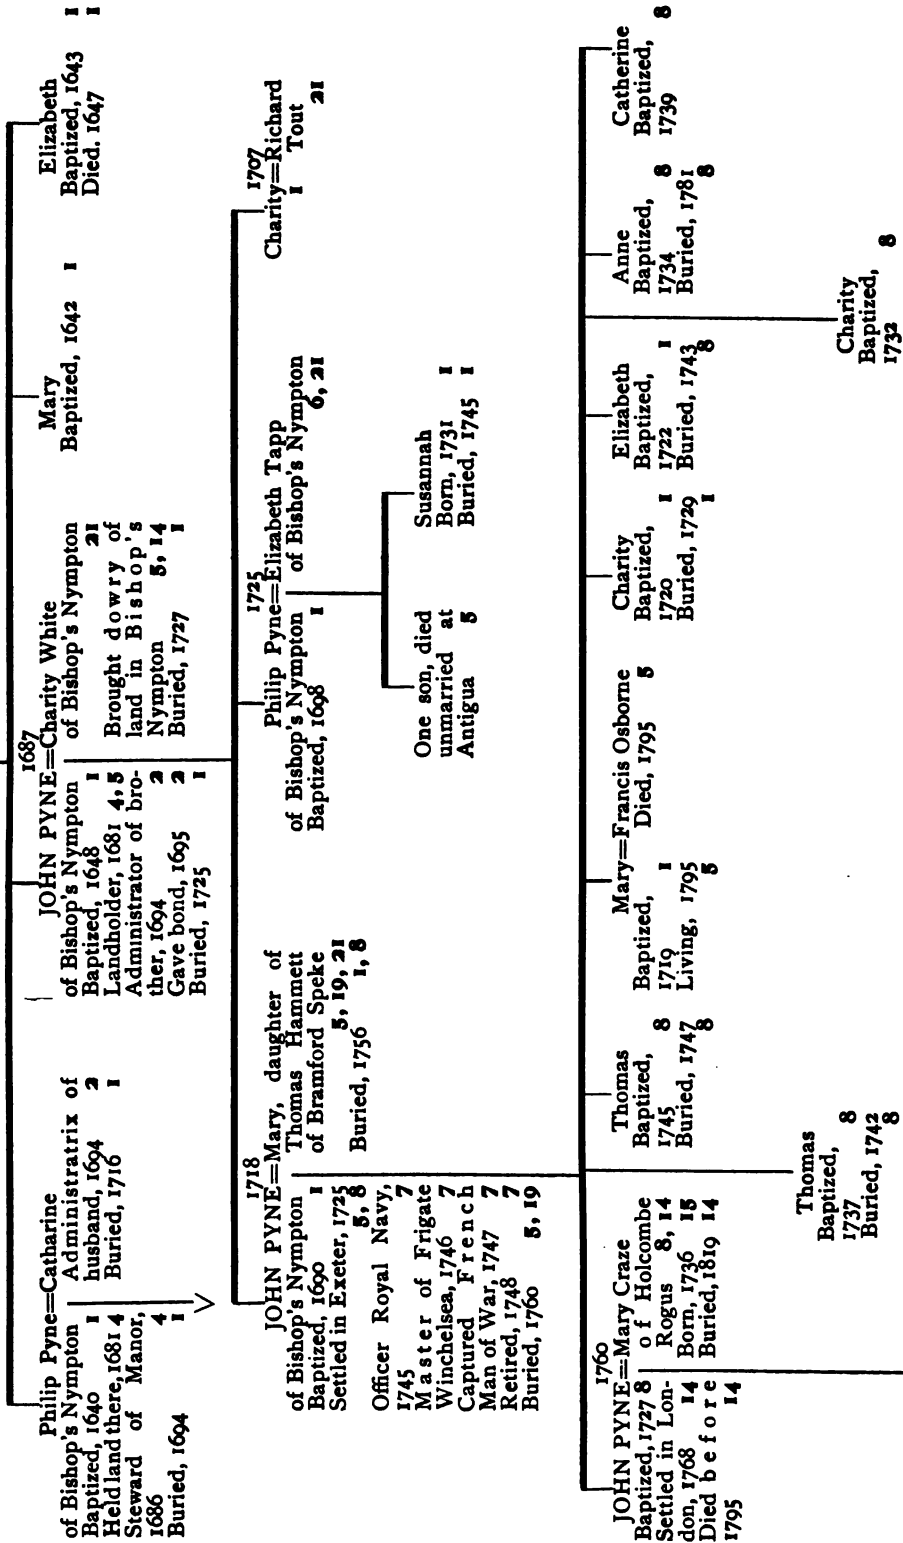 Philip Pyne=Catharine
of Bishop's Nympton 1
Baptized, 1640
Held land there, 1681 4
Steward of Manor,
1686 4
Buried, 1694 1
Administratrix of
husband, 1694 2
Buried, 1716 1
1687
JOHN PYNE=Charity White
of Bishop's Nympton 1
Baptized, 1648
Landholder, 1681 4, 5
Administrator of bro-
ther, 1694 2
Gave bond, 1695 2
Buried, 1725 1
of Bishop's Nympton
21
Brought dowry of
land in Bishop's
Nympton 5, 14
Buried, 1727 1
Mary
Baptized, 1642 1
Elizabeth
Baptized, 1643 1
Died. 1647 1
1718
JOHN PYNE=Mary, daughter of
of Bishop's Nympton 1
Baptized, 1690
Settled in Exeter, 1725
5, 8
Officer Royal Navy,
1745 7
Master of Frigate
Winchelsea, 1746 7
Captured French
Man of War, 1747 7
Retired, 1748 7
Buried, 1760 5, 19
Thomas Hammett
of Bramford Speke
5, 19, 21
Buried, 1756 1, 8
1725
Philip Pyne=Elizabeth Tapp
of Bishop's Nympton 1
Baptized, 1698
of Bishop's Nympton
6, 21
1707
Charity=Richard
1 Tout
21
One son, died
unmarried at
Antigua 5
Susannah
Born, 1731 1
Buried, 1745 1
1760
JOHN PYNE=Mary Craze
Baptized, 1727 8
Settled in Lon-
don, 1768 14
Died before
1795 14
of Holcombe
Rogus 8, 14
Born, 1736 15
Buried, 1819 14
Thomas
Baptized,
1737 8
Buried, 1742
8
Thomas
Baptized,
1745 8
Buried, 1747
8
Mary=Francis Osborne
Baptized,
1719 1
Living, 1795
5
Died, 1795 5
Charity
Baptized,
1720 1
Buried, 1729
1
Elizabeth
Baptized,
1722 1
Buried, 1743
8
Charity
Baptized,
1732 8
Anne
Baptized,
1734 8
Buried, 1781
8
Catherine
Baptized,
1739 8